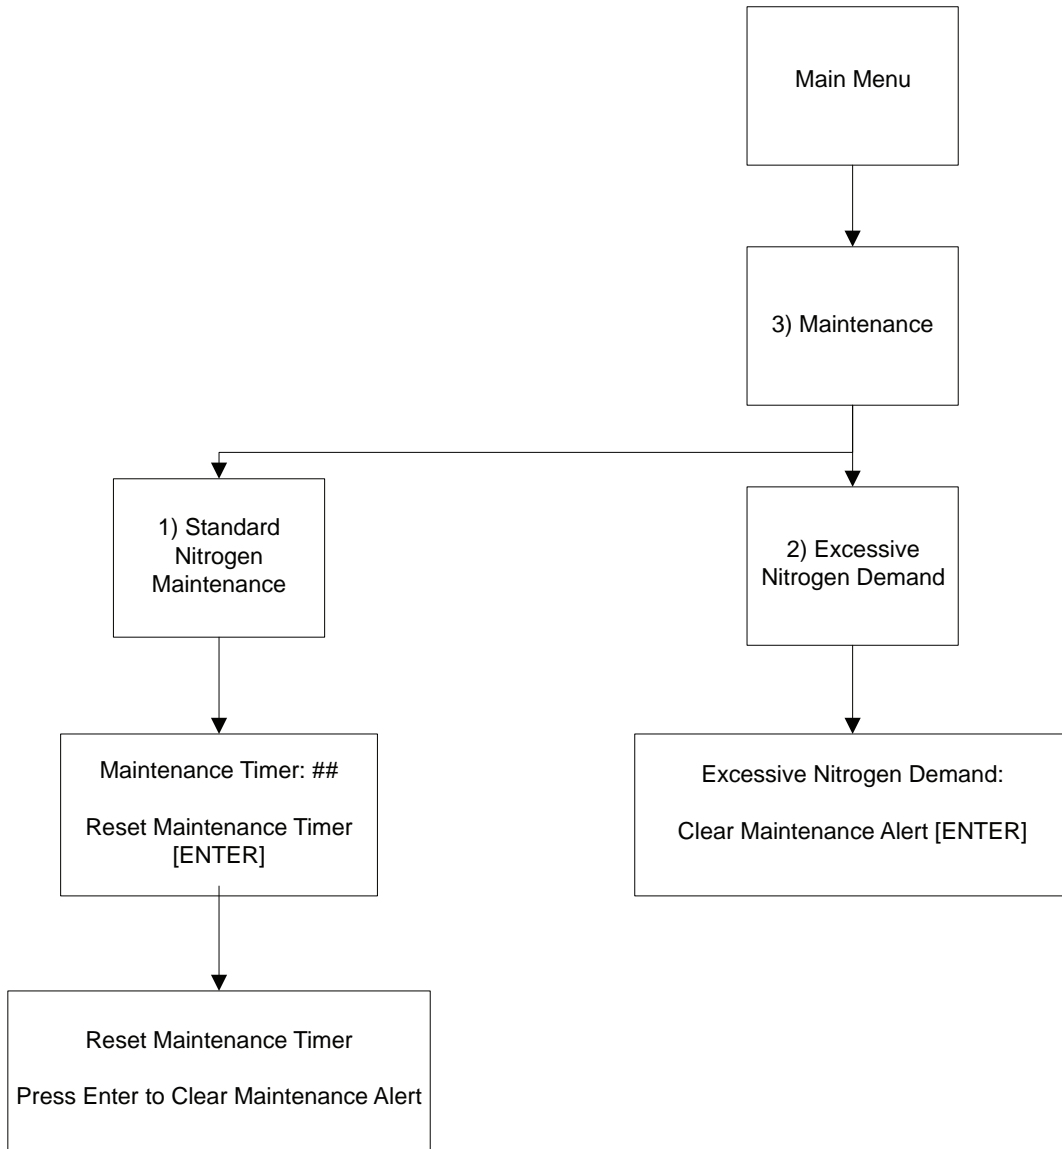 Main Menu
3) Maintenance
1) Standard
Nitrogen
Maintenance
2) Excessive
Nitrogen Demand
Maintenance Timer: ##
Reset Maintenance Timer
[ENTER]
Excessive Nitrogen Demand:
Clear Maintenance Alert [ENTER]
Reset Maintenance Timer
Press Enter to Clear Maintenance Alert